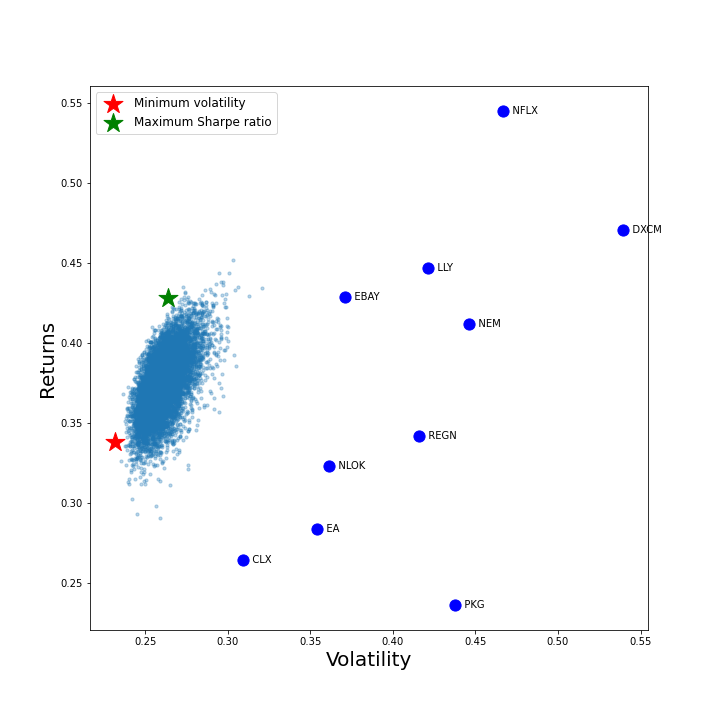 Minimum volatility
Maximum Sharpe ratio
0.55
0.50
0.45
0.40
0.35
0.30
0.25
Returns
NFLX
DXCM
LLY
EBAY
NEM
REGN
NLOK
EA
CLX
PKG
0.25 0.30 0.35 0.40 0.45 0.50 0.55
Volatility